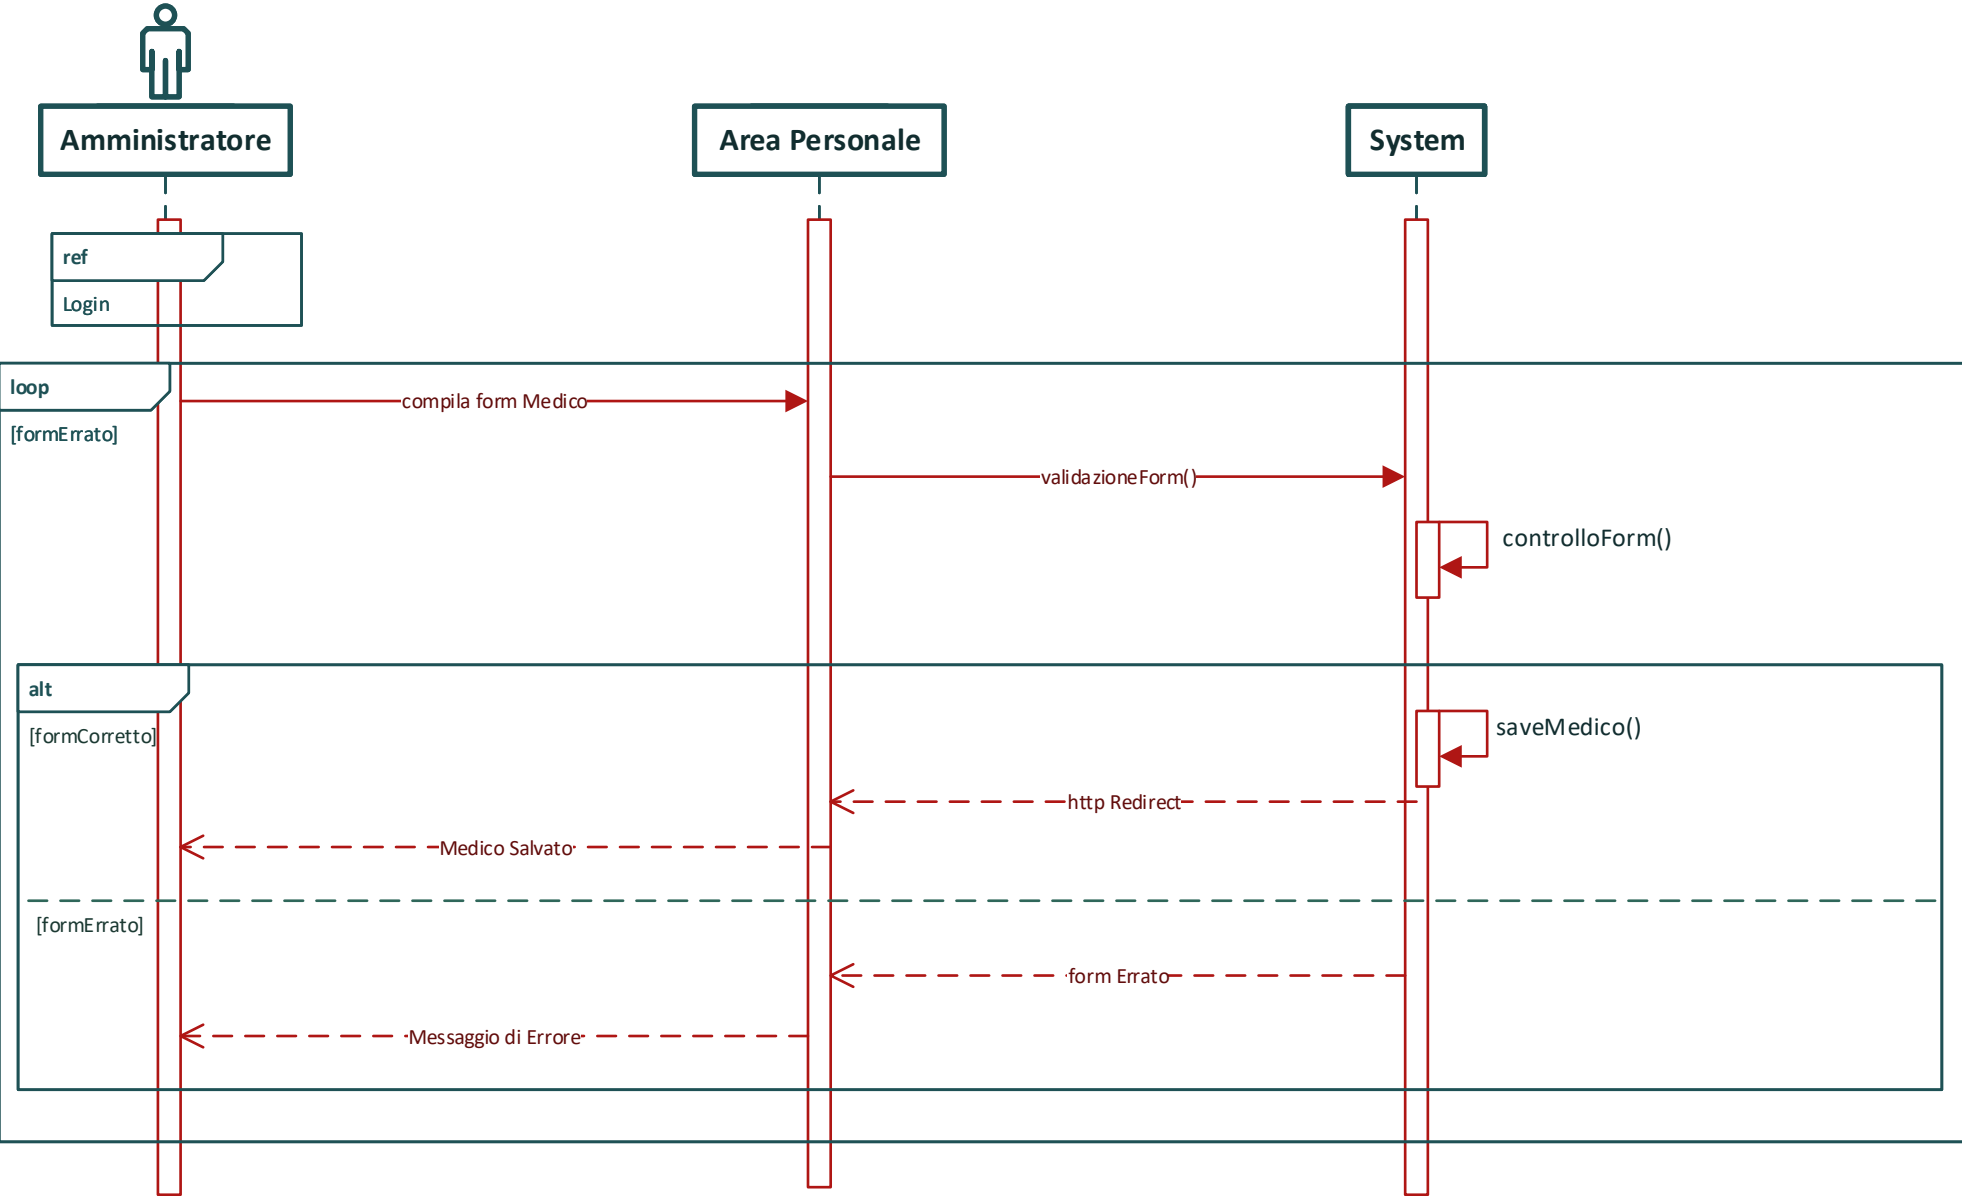 Amministratore
Area Personale
System
ref
Login
loop
[formErrato]
compila form Medico
validazioneForm()
controlloForm()
alt
[formCorretto]
saveMedico()
http Redirect
Medico Salvato
[formErrato]
form Errato
Messaggio di Errore